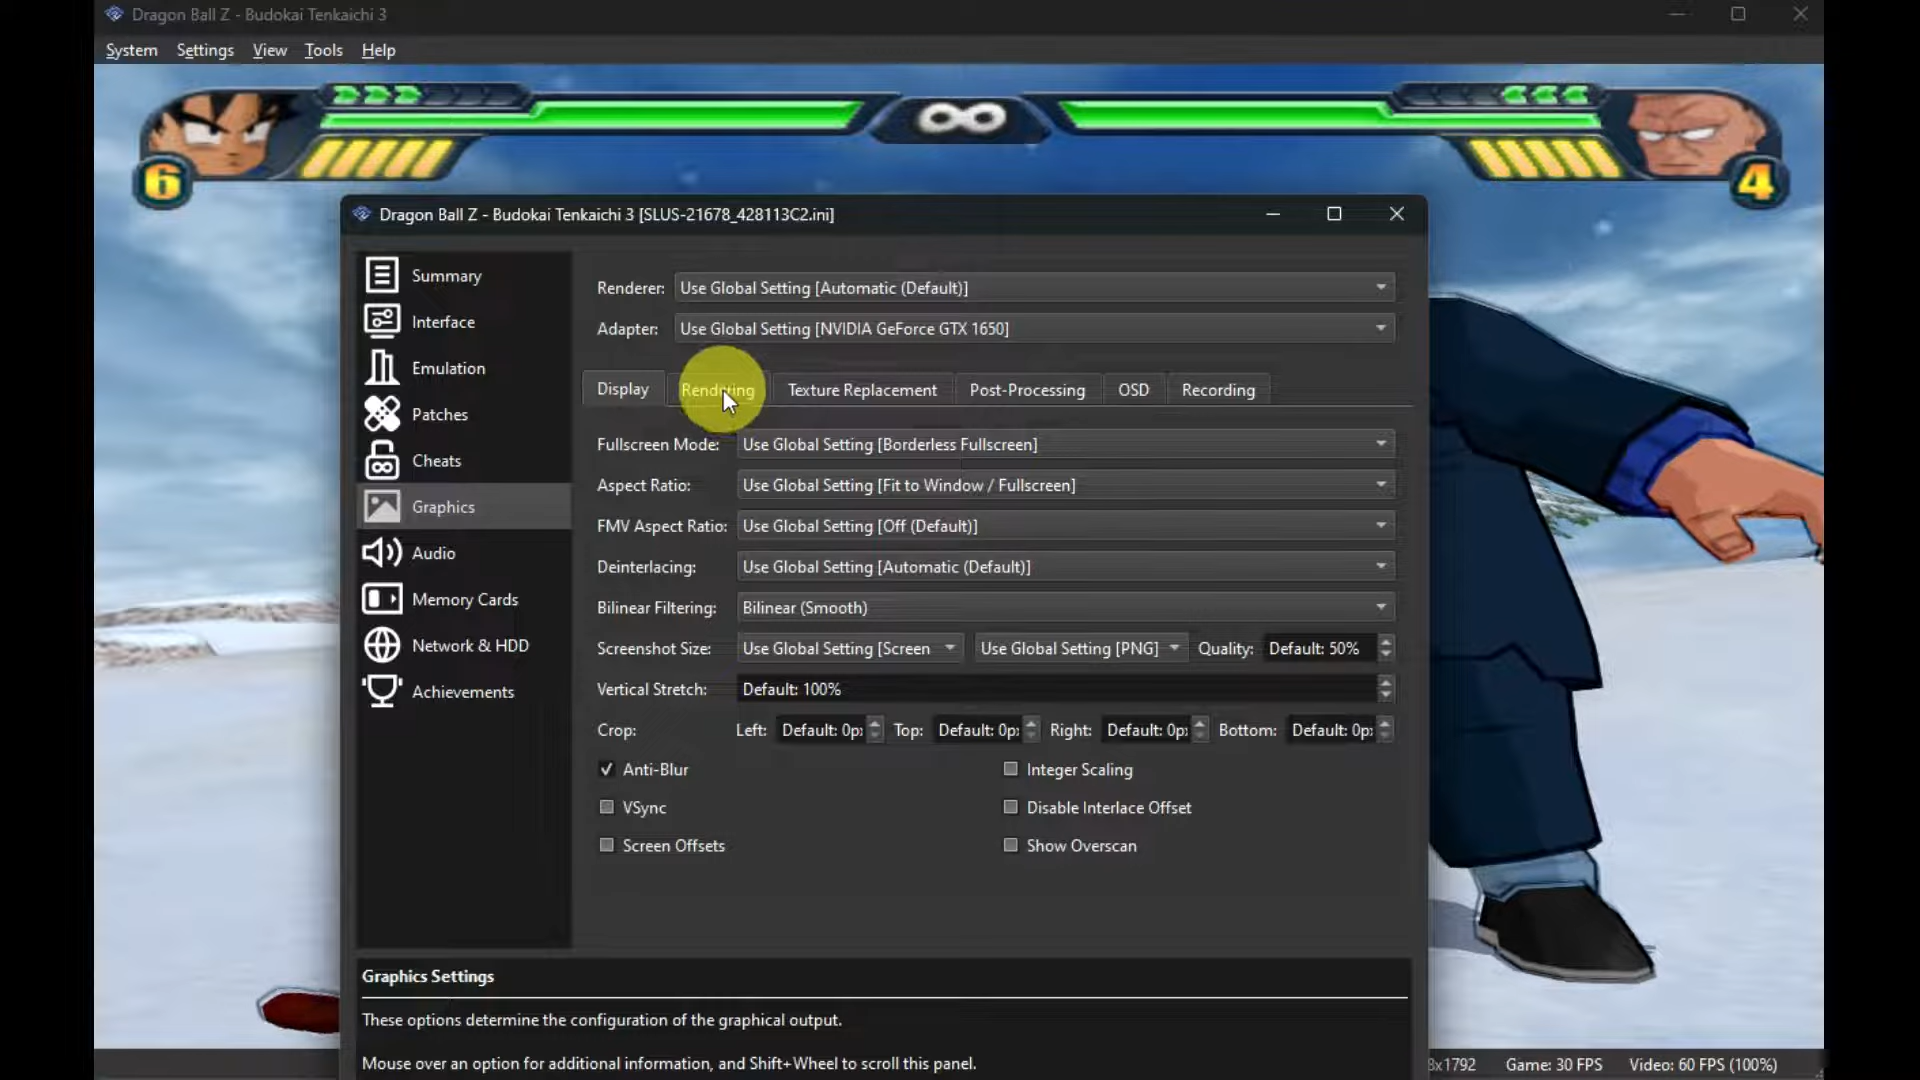 Dragon Ball Z - Budokai Tenkaichi 3
System Settings View Tools Help
6
4
Dragon Ball Z - Budokai Tenkaichi 3 [SLUS-21678_428113C2.ini]
Summary
Interface
Emulation
Patches
Cheats
Graphics
Audio
Memory Cards
Network & HDD
Achievements
Renderer: Use Global Setting [Automatic (Default)]
Adapter: Use Global Setting [NVIDIA GeForce GTX 1650]
Display Rendering Texture Replacement Post-Processing OSD Recording
Fullscreen Mode: Use Global Setting [Borderless Fullscreen]
Aspect Ratio: Use Global Setting [Fit to Window / Fullscreen]
FMV Aspect Ratio: Use Global Setting [Off (Default)]
Deinterlacing: Use Global Setting [Automatic (Default)]
Bilinear Filtering: Bilinear (Smooth)
Screenshot Size: Use Global Setting [Screen Use Global Setting [PNG] Quality: Default: 50%
Vertical Stretch: Default: 100%
Crop: Left: Default: 0p Top: Default: 0p Right: Default: 0p Bottom: Default: 0p
Anti-Blur Integer Scaling
VSync Disable Interlace Offset
Screen Offsets Show Overscan
Graphics Settings
These options determine the configuration of the graphical output.
Mouse over an option for additional information, and Shift+Wheel to scroll this panel.
x1792 Game: 30 FPS Video: 60 FPS (100%)